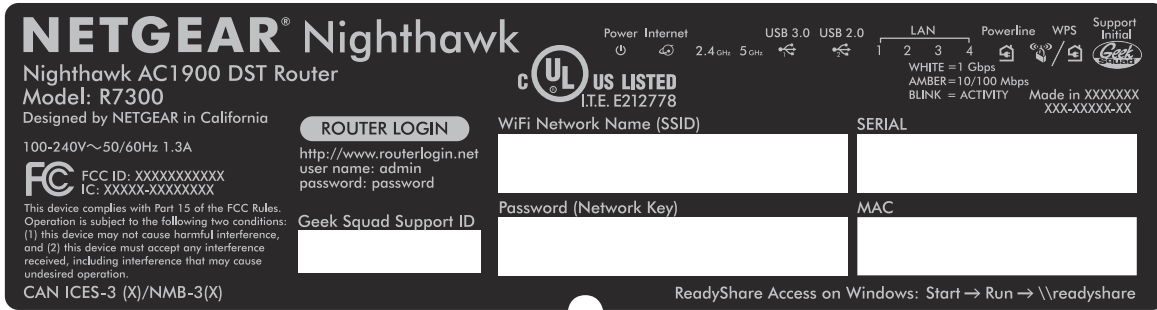 NETGEAR® Nighthawk
Nighthawk AC1900 DST Router
Model: R7300
Designed by NETGEAR in California
100-240V~50/60Hz 1.3A
FC FCC ID: XXXXXXXXXXX
IC: XXXXX-XXXXXXXX
This device complies with Part 15 of the FCC Rules.
Operation is subject to the following two conditions:
(1) this device may not cause harmful interference,
and (2) this device must accept any interference
received, including interference that may cause
undesired operation.
CAN ICES-3 (X)/NMB-3(X)
ROUTER LOGIN
http://www.routerlogin.net
user name: admin
password: password
Geek Squad Support ID
C UL® US LISTED
I.T.E. E212778
Power Internet
2.4 GHz 5 GHz
USB 3.0 USB 2.0
LAN
1 2 3 4
WHITE =1 Gbps
AMBER=10/100 Mbps
BLINK = ACTIVITY
Powerline WPS
/
Support
Initial
Geek
Squad
Made in XXXXXXX
XXX-XXXXX-XX
WiFi Network Name (SSID)
SERIAL
Password (Network Key)
MAC
ReadyShare Access on Windows: Start → Run → \\readyshare